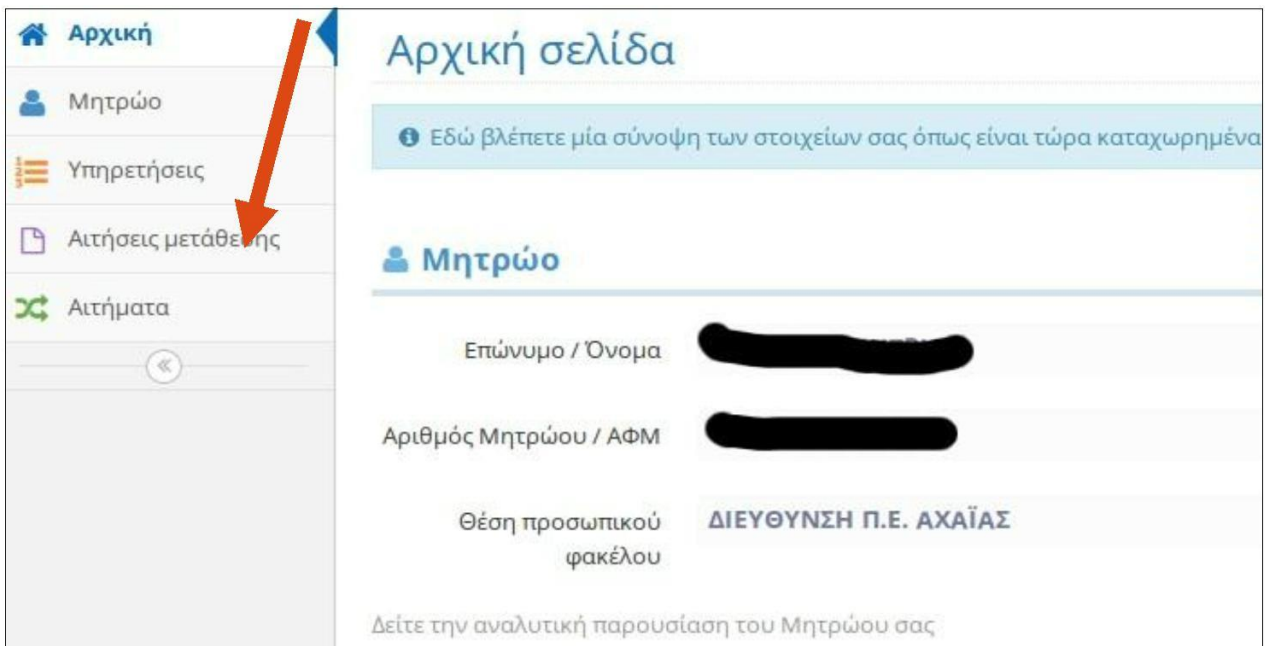 Αρχική
Μητρώο
Υπηρετήσεις
Αιτήσεις μετάθεσης
Αιτήματα
Αρχική σελίδα
Εδώ βλέπετε μία σύνοψη των στοιχείων σας όπως είναι τώρα καταχωρημένα
Μητρώο
Επώνυμο / Όνομα
Αριθμός Μητρώου / ΑΦΜ
Θέση προσωπικού
φακέλου
ΔΙΕΥΘΥΝΣΗ Π.Ε. ΑΧΑΪΑΣ
Δείτε την αναλυτική παρουσίαση του Μητρώου σας